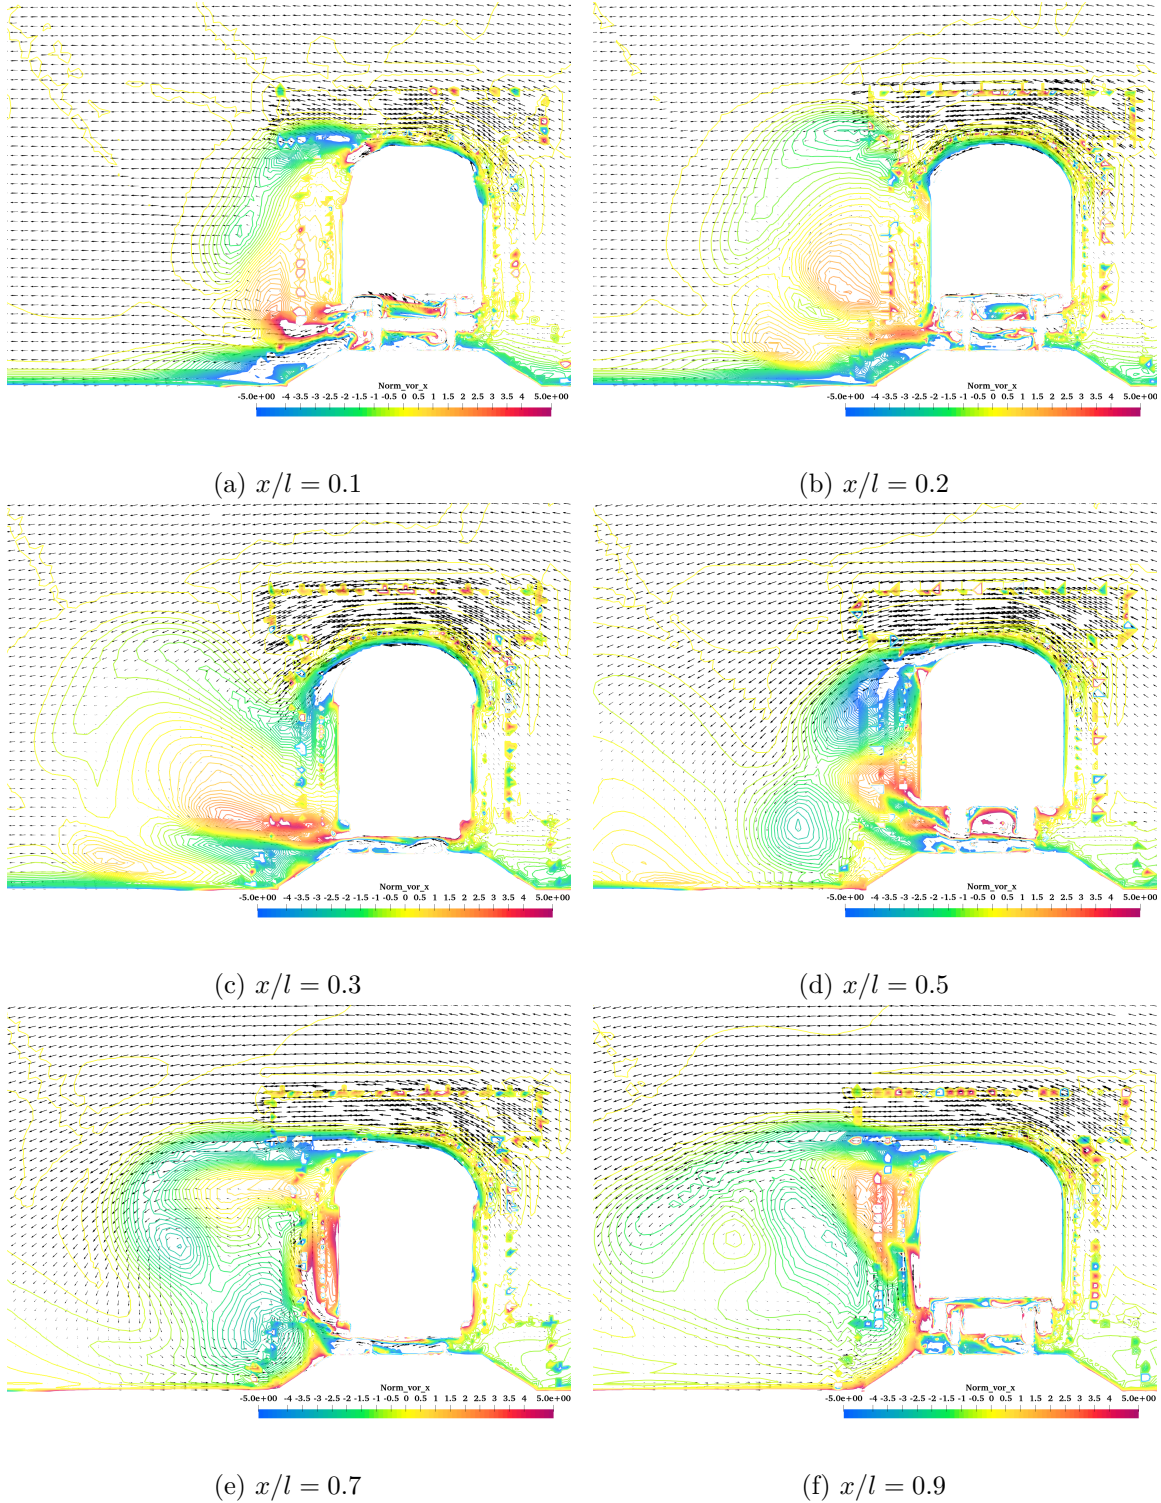 Norm_vor_x
-5.0e+00 -4 -3.5 -3 -2.5 -2 -1.5 -1 -0.5 0 0.5 1 1.5 2 2.5 3 3.5 4 5.0e+00
Norm_vor_x
-5.0e+00 -4 -3.5 -3 -2.5 -2 -1.5 -1 -0.5 0 0.5 1 1.5 2 2.5 3 3.5 4 5.0e+00
(a) x/l = 0.1
(b) x/l = 0.2
Norm_vor_x
-5.0e+00 -4 -3.5 -3 -2.5 -2 -1.5 -1 -0.5 0 0.5 1 1.5 2 2.5 3 3.5 4 5.0e+00
Norm_vor_x
-5.0e+00 -4 -3.5 -3 -2.5 -2 -1.5 -1 -0.5 0 0.5 1 1.5 2 2.5 3 3.5 4 5.0e+00
(c) x/l = 0.3
(d) x/l = 0.5
Norm_vor_x
-5.0e+00 -4 -3.5 -3 -2.5 -2 -1.5 -1 -0.5 0 0.5 1 1.5 2 2.5 3 3.5 4 5.0e+00
Norm_vor_x
-5.0e+00 -4 -3.5 -3 -2.5 -2 -1.5 -1 -0.5 0 0.5 1 1.5 2 2.5 3 3.5 4 5.0e+00
(e) x/l = 0.7
(f) x/l = 0.9